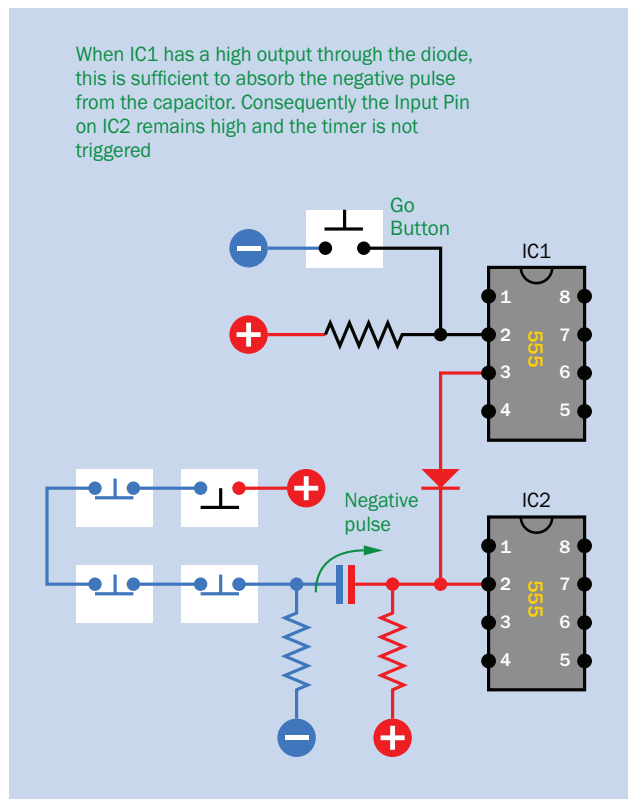 When IC1 has a high output through the diode,
this is sufficient to absorb the negative pulse
from the capacitor. Consequently the Input Pin
on IC2 remains high and the timer is not
triggered
Go
Button
IC1
1 8
2 7
3 6
4 5
555
Negative
pulse
IC2
1 8
2 7
3 6
4 5
555